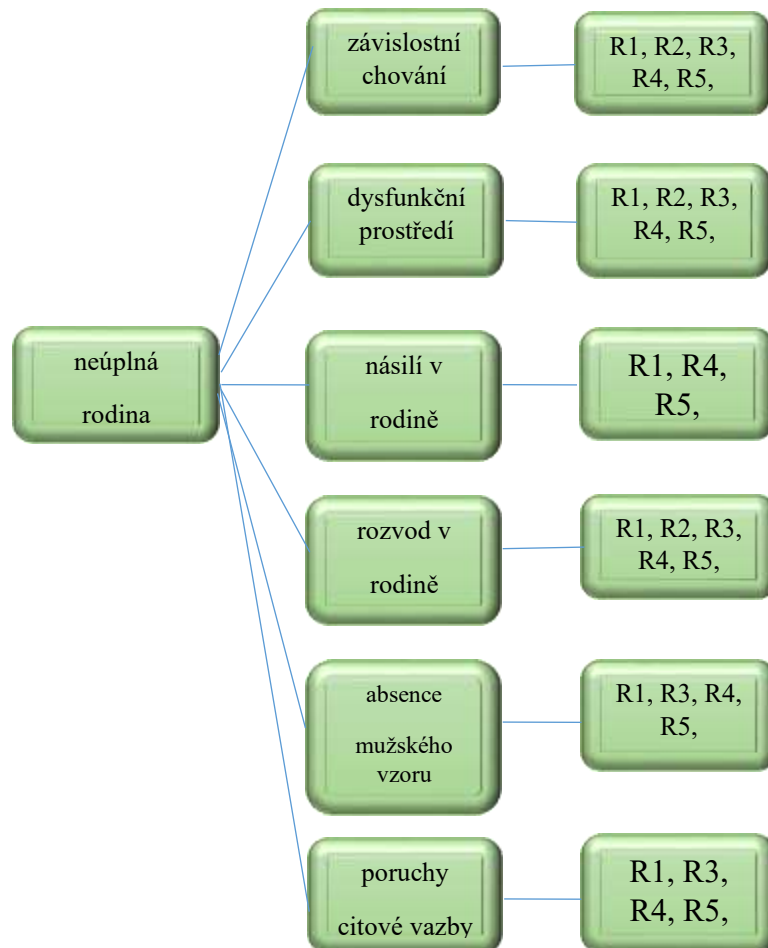 závislostní
chování
R1, R2, R3,
R4, R5,
dysfunkční
prostředí
R1, R2, R3,
R4, R5,
neúplná
rodina
násilí v
rodině
R1, R4,
R5,
rozvod v
rodině
R1, R2, R3,
R4, R5,
absence
mužského
vzoru
R1, R3, R4,
R5,
poruchy
citové vazby
R1, R3,
R4, R5,